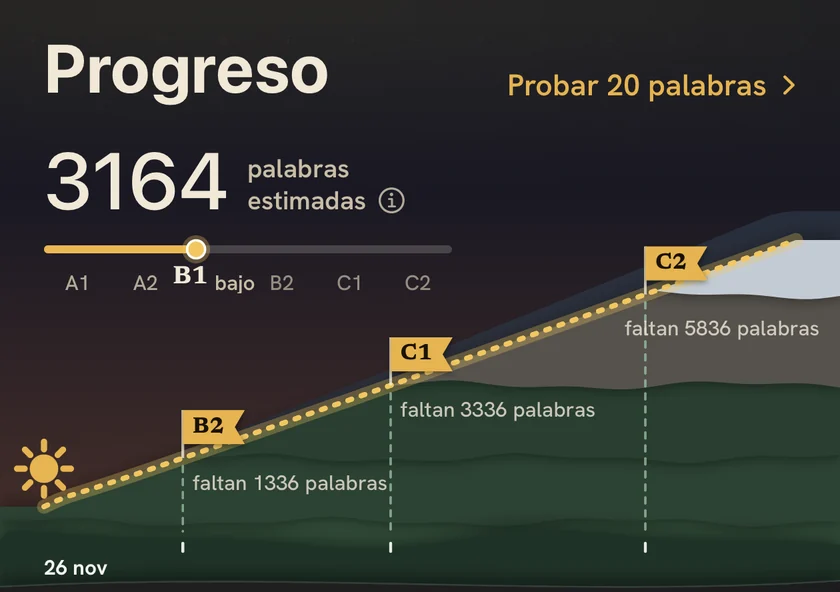 Progreso
Probar 20 palabras
3164
palabras
estimadas
A1 A2 B1 bajo B2 C1 C2
C2
faltan 5836 palabras
C1
faltan 3336 palabras
B2
faltan 1336 palabras
26 nov